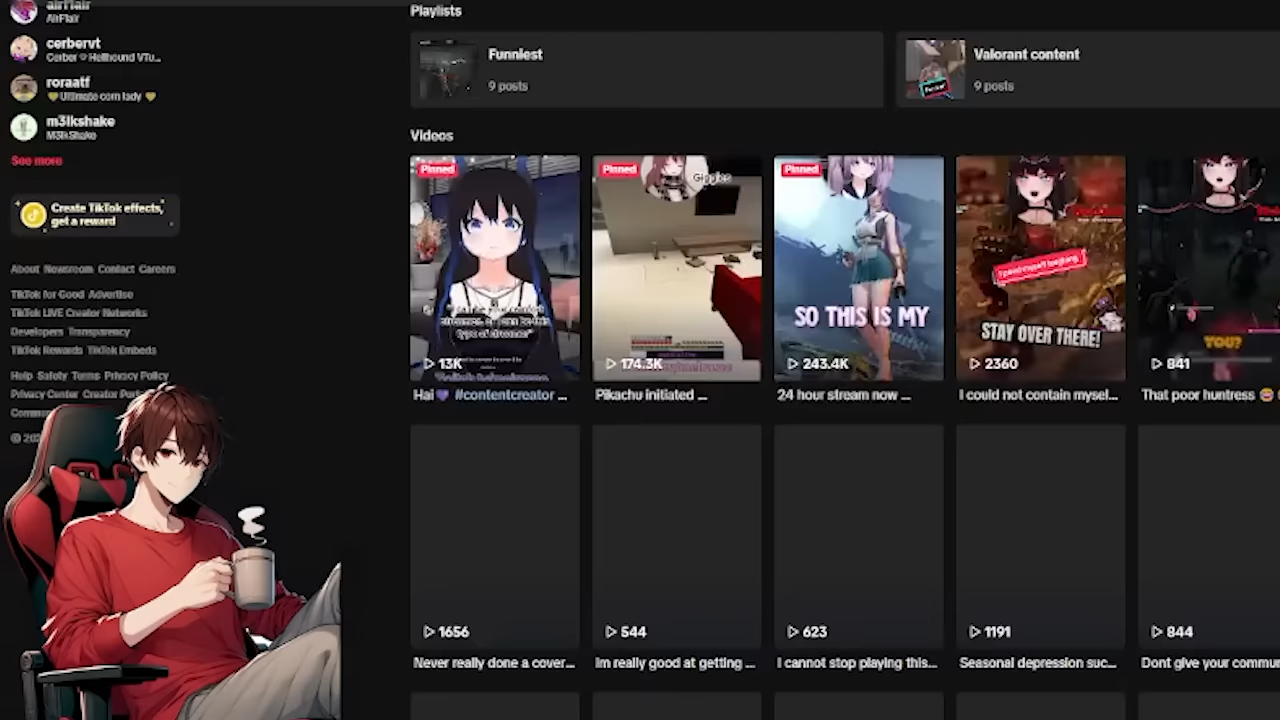 AirFlair
cerbervt
Cerber♡Hellhound VTu...
roraatf
💛Ultimate corn lady 💛
m3lkshake
M3lkShake
See more
Create TikTok effects,
get a reward
About Newsroom Contact Careers
TikTok for Good Advertise
TikTok LIVE Creator Networks
Developers Transparency
TikTok Rewards TikTok Embeds
Help Safety Terms Privacy Policy
Privacy Center Creator
© 202
Playlists
Funniest
9 posts
Valorant content
9 posts
Videos
Pinned
13K
Hai💜 #contentcreator ...
Pinned
Giggles
174.3K
Pikachu initiated ...
Pinned
SO THIS IS MY
243.4K
24 hour stream now ...
STAY OVER THERE!
2360
I could not contain mysel...
YOU?
841
That poor huntress 😂
1656
Never really done a cover...
544
Im really good at getting ...
623
I cannot stop playing this...
1191
Seasonal depression suc...
844
Dont give your commu